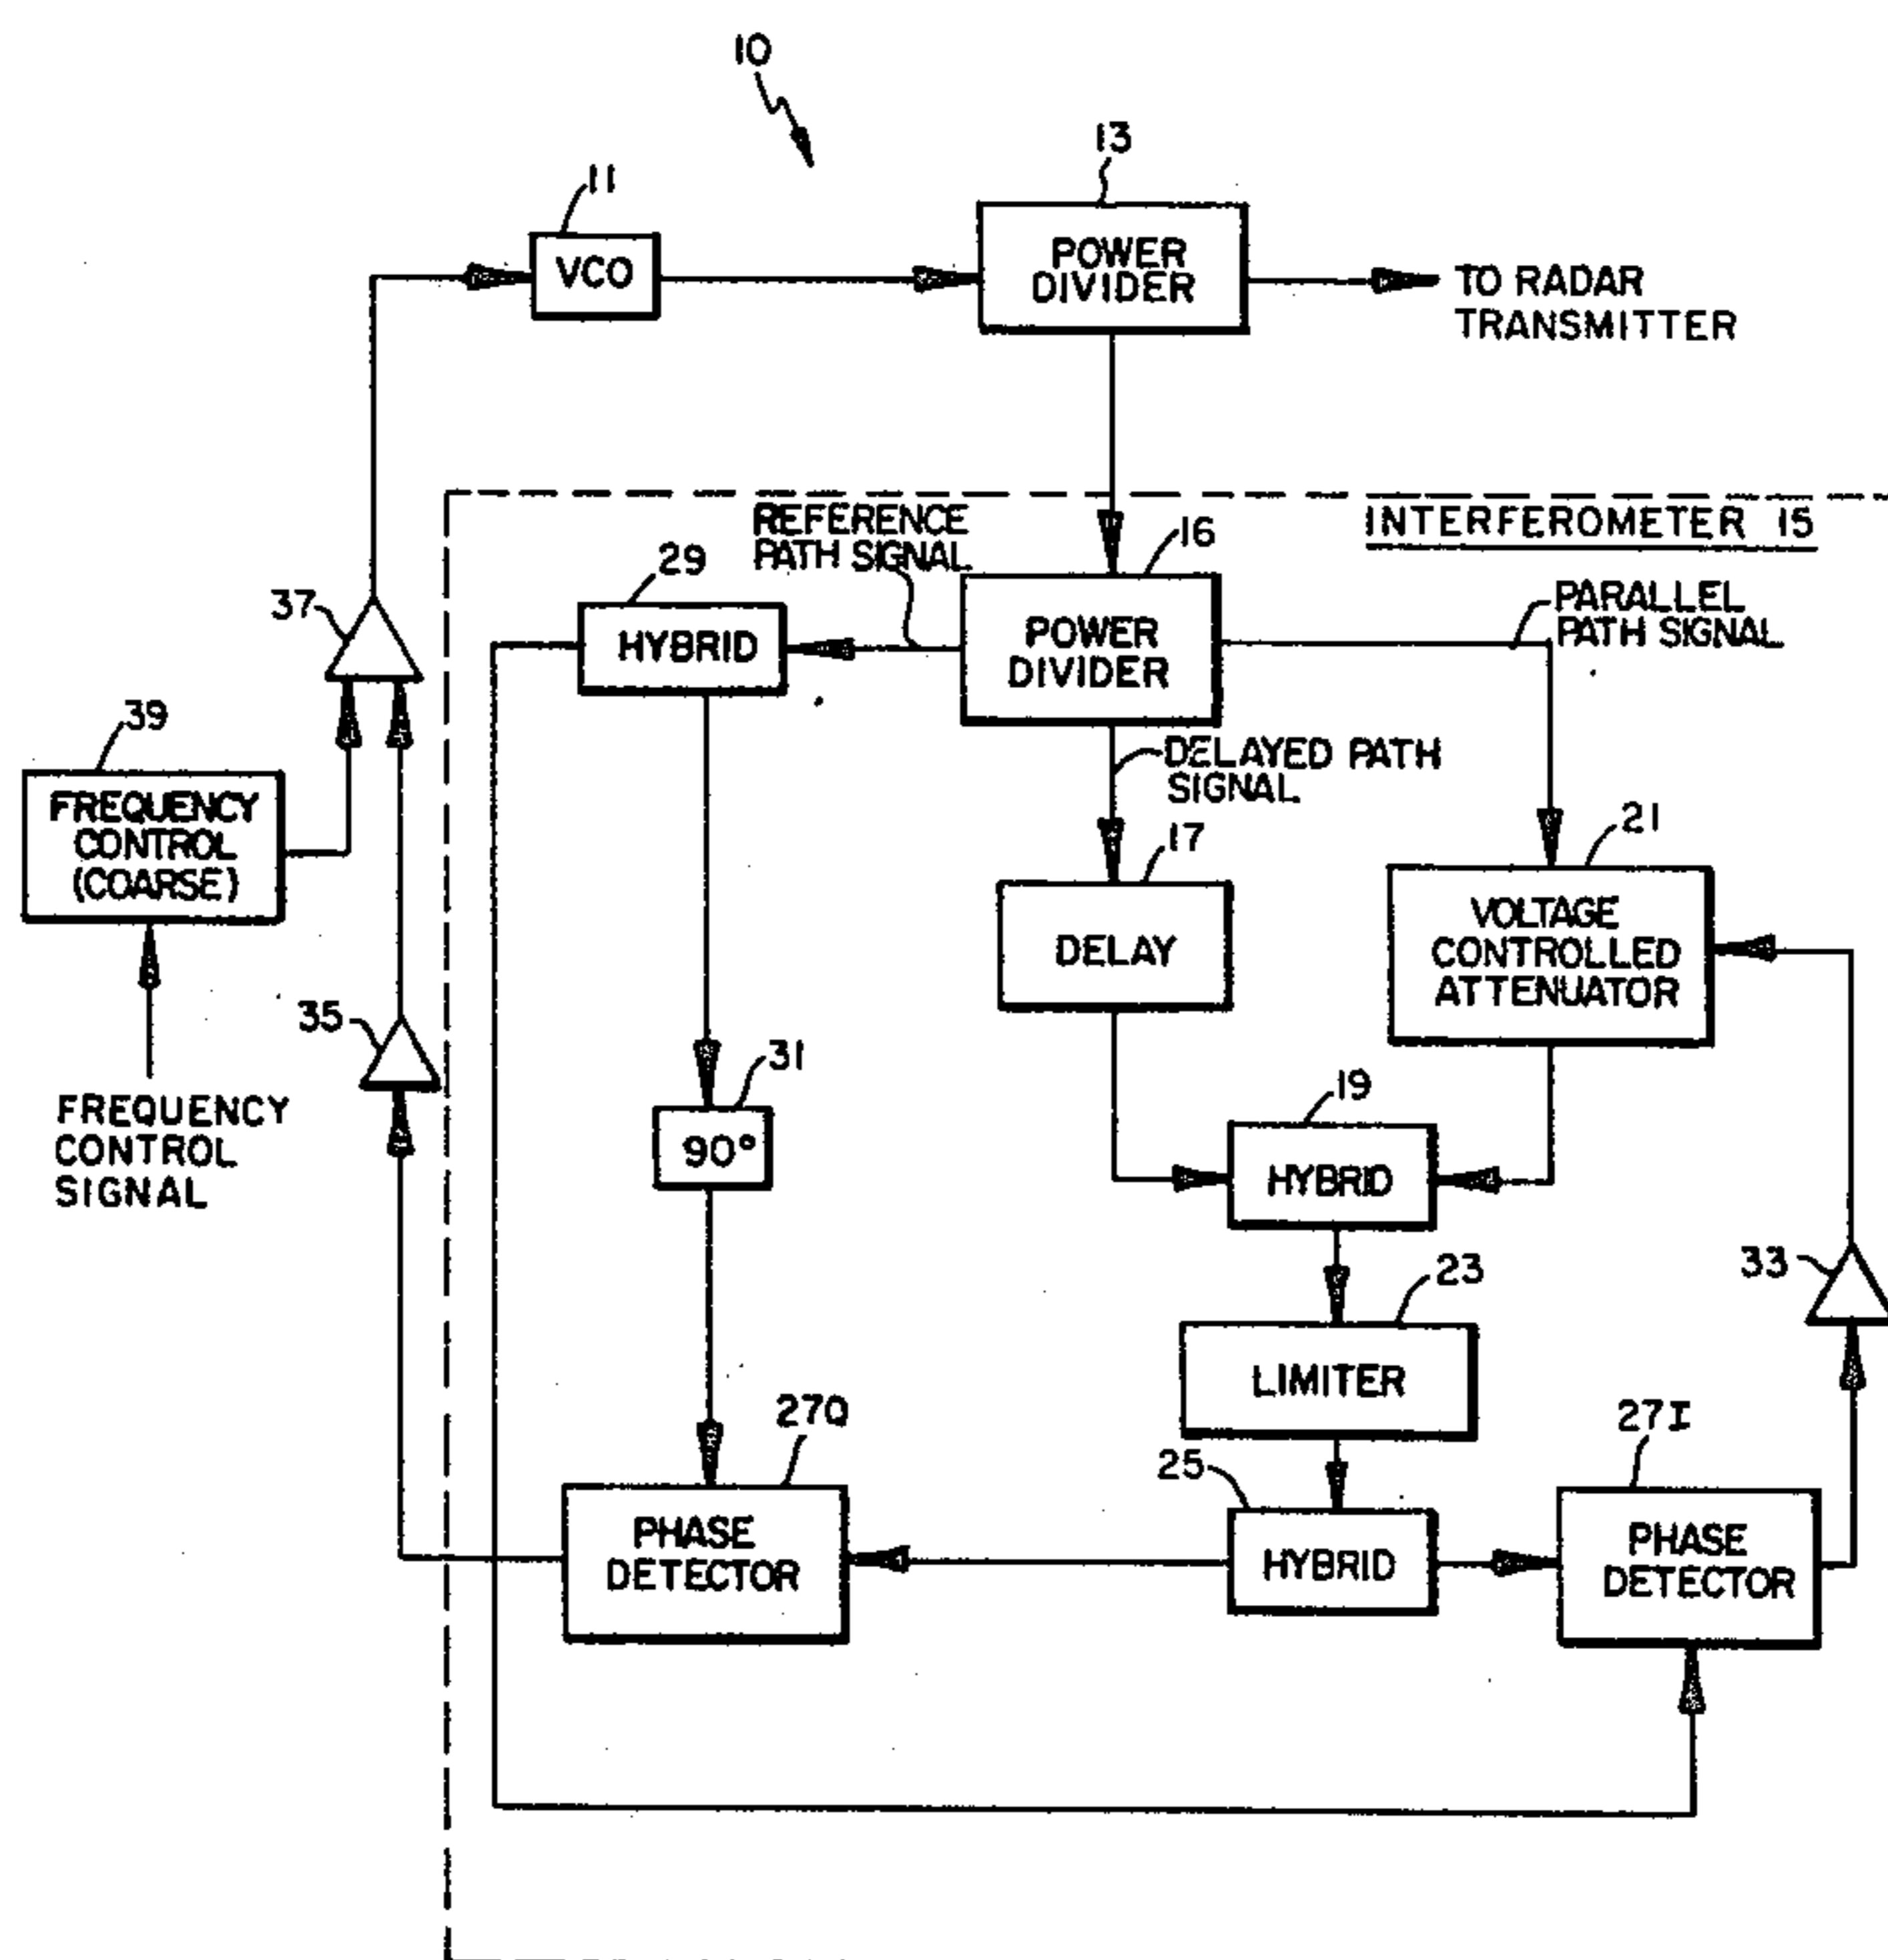 10
11
VCO
13
POWER
DIVIDER
TO RADAR
TRANSMITTER
INTERFEROMETER 15
REFERENCE
PATH SIGNAL
16
POWER
DIVIDER
PARALLEL
PATH SIGNAL
29
HYBRID
37
39
FREQUENCY
CONTROL
(COARSE)
DELAYED PATH
SIGNAL
17
DELAY
21
VOLTAGE
CONTROLLED
ATTENUATOR
35
FREQUENCY
CONTROL
SIGNAL
31
90°
19
HYBRID
33
23
LIMITER
27Q
PHASE
DETECTOR
25
HYBRID
27I
PHASE
DETECTOR